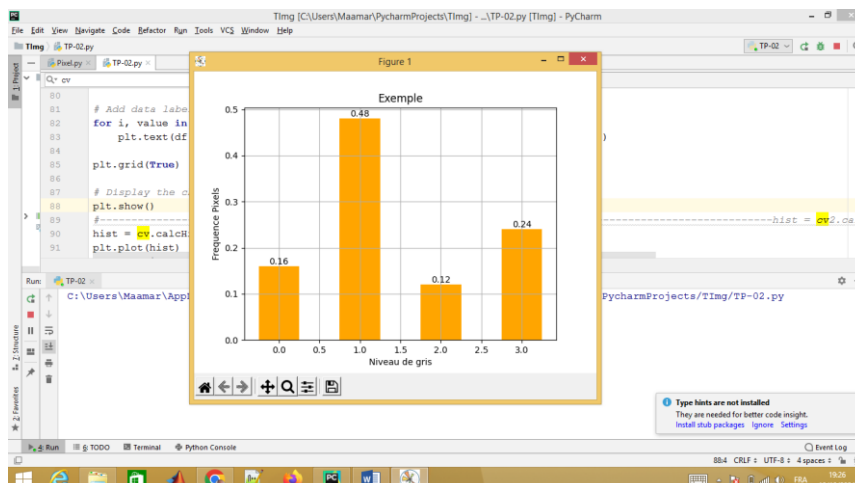 TImg [C:\Users\Maamar\PycharmProjects\TImg] - ...\TP-02.py [TImg] - PyCharm
File Edit View Navigate Code Refactor Run Tools VCS Window Help
TImg TP-02.py
TP-02
1: Project
Pixel.py TP-02.py
cv
80
81 # Add data labe
82 for i, value in
83 plt.text(df )
84
85 plt.grid(True)
86
87 # Display the c
88 plt.show()
89 hist = cv2.ca
90 hist = cv.calcHi
91 plt.plot(hist)
Figure 1
Exemple
0.5
0.4
0.3
0.2
0.1
0.0
Frequence Pixels
0.16
0.48
0.12
0.24
0.0 0.5 1.0 1.5 2.0 2.5 3.0
Niveau de gris
Run: TP-02
C:\Users\Maamar\App
PycharmProjects/TImg/TP-02.py
Z: Structure
2: Favorites
Type hints are not installed
They are needed for better code insight.
Install stub packages Ignore Settings
4: Run 6: TODO Terminal Python Console
Event Log
88:4 CRLF UTF-8 4 spaces
FRA 19:26